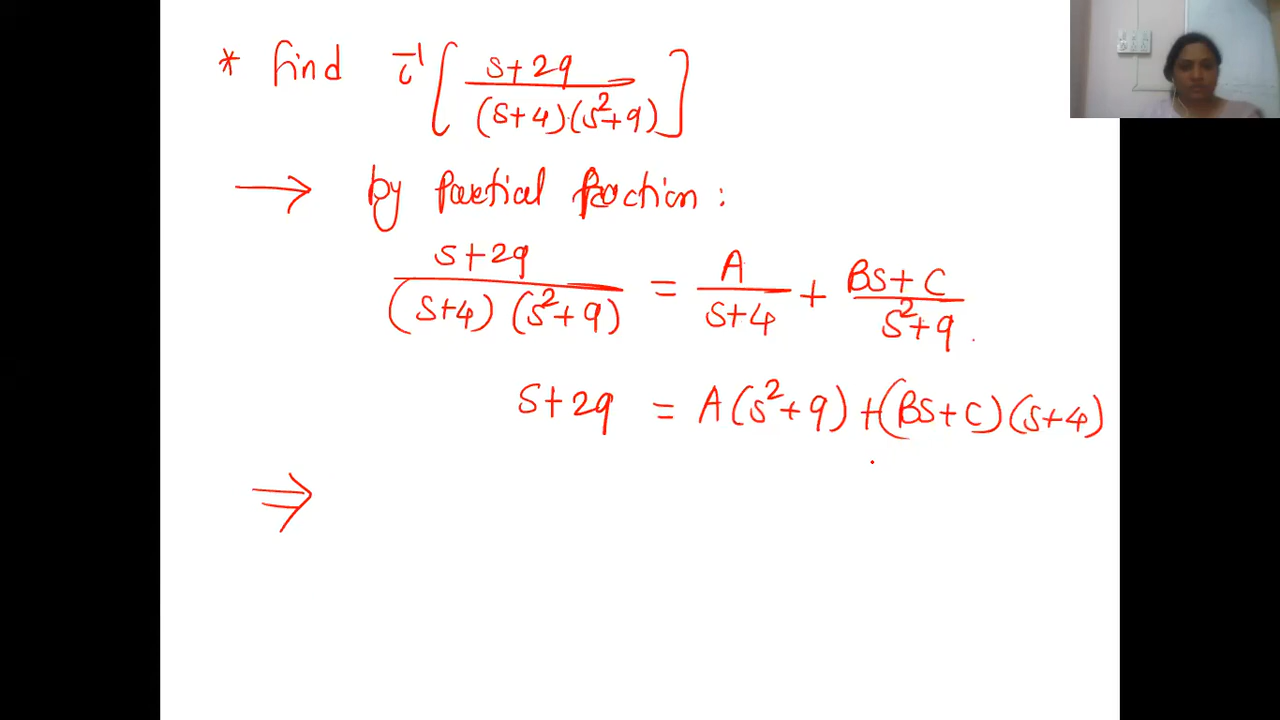 * find L⁻¹[(s+29)/((s+4)(s²+9))]
→ by partial fraction :
(s+29)/((s+4)(s²+9)) = A/(s+4) + (Bs+C)/(s²+9).
s+29 = A(s²+9)+(Bs+C)(s+4)
⇒